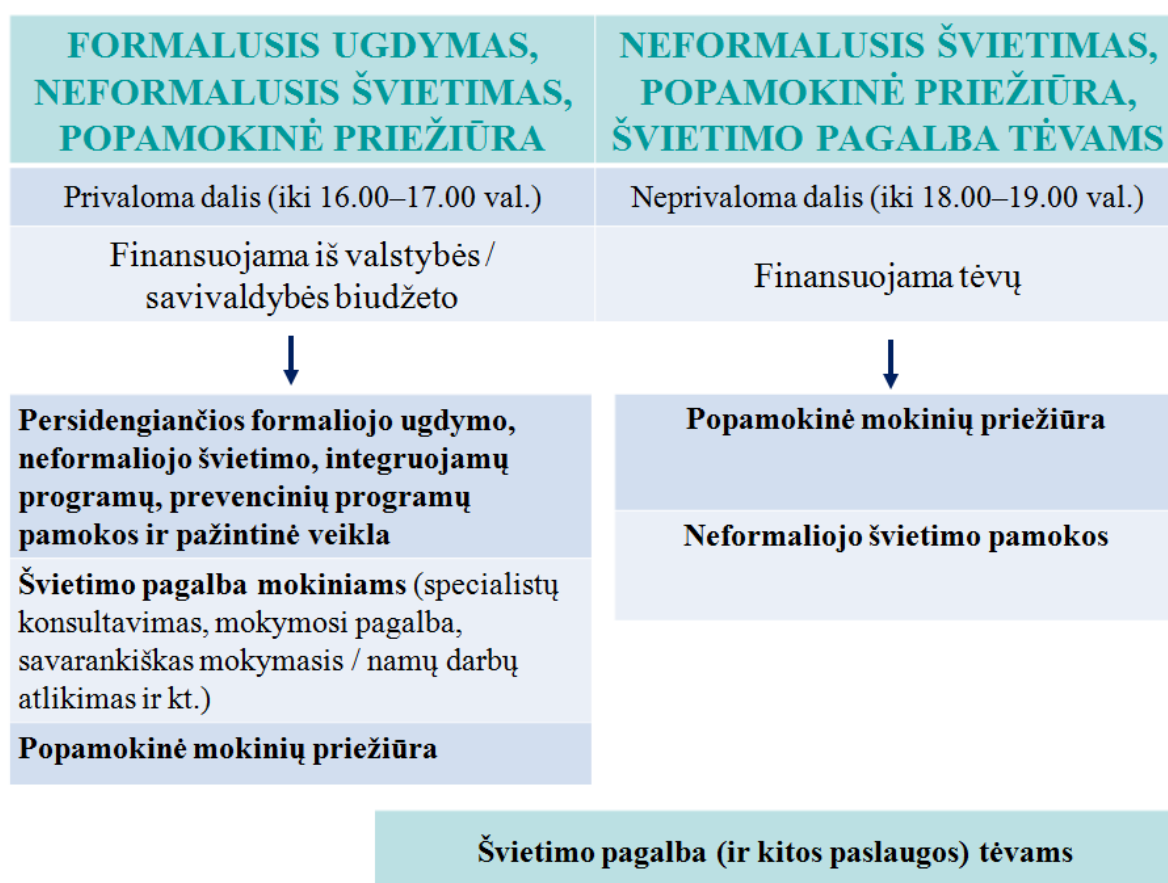 FORMALUSIS UGDYMAS,
NEFORMALUSIS ŠVIETIMAS,
POPAMOKINĖ PRIEŽIŪRA
NEFORMALUSIS ŠVIETIMAS,
POPAMOKINĖ PRIEŽIŪRA,
ŠVIETIMO PAGALBA TĖVAMS
Privaloma dalis (iki 16.00–17.00 val.)
Neprivaloma dalis (iki 18.00–19.00 val.)
Finansuojama iš valstybės /
savivaldybės biudžeto
Finansuojama tėvų
Persidengiančios formaliojo ugdymo,
neformaliojo švietimo, integruojamų
programų, prevencinių programų
pamokos ir pažintinė veikla
Švietimo pagalba mokiniams (specialistų
konsultavimas, mokymosi pagalba,
savarankiškas mokymasis / namų darbų
atlikimas ir kt.)
Popamokinė mokinių priežiūra
Popamokinė mokinių priežiūra
Neformaliojo švietimo pamokos
Švietimo pagalba (ir kitos paslaugos) tėvams